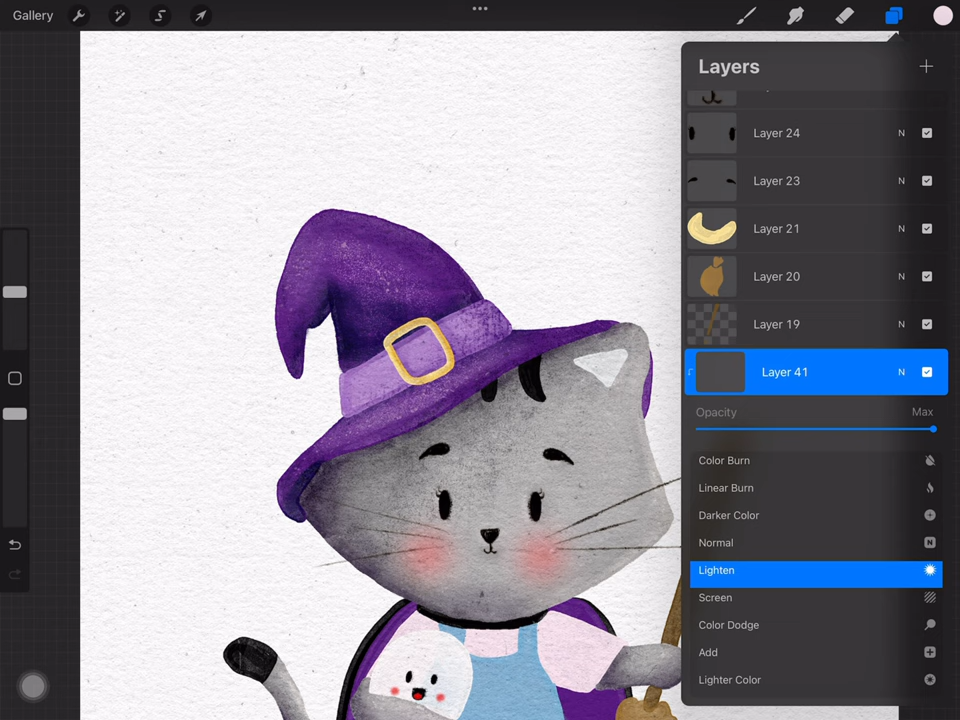 Gallery
Layers
Layer 24 N
Layer 23 N
Layer 21 N
Layer 20 N
Layer 19 N
Layer 41 N
Opacity Max
Color Burn
Linear Burn
Darker Color
Normal N
Lighten
Screen
Color Dodge
Add
Lighter Color